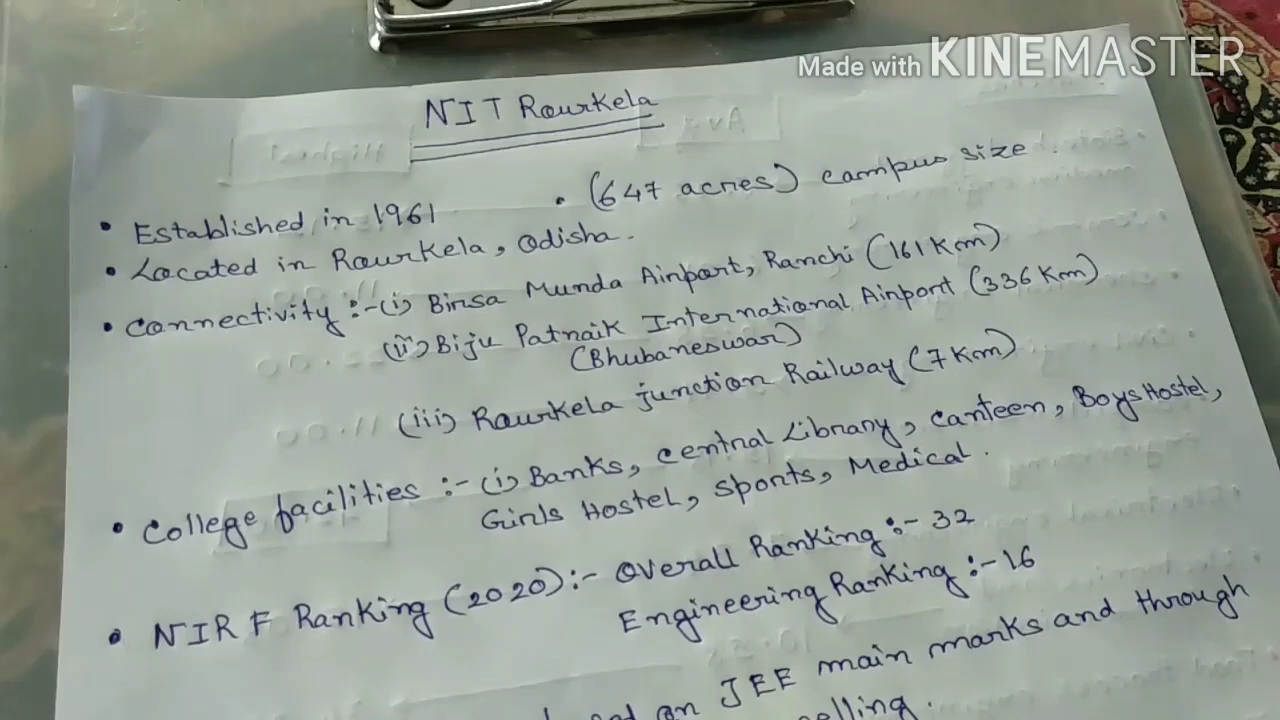 Made with KINEMASTER
NIT Rourkela
• Established in 1961 • (647 acres) campus size.
• Located in Rourkela, Odisha.
• Connectivity :- (i) Birsa Munda Airport, Ranchi (161 Km)
(ii) Biju Patnaik International Airport (336 Km)
(Bhubaneswar)
(iii) Rourkela junction Railway (7 Km)
• College facilities :- (i) Banks, central Library, canteen, Boys Hostel,
Girls Hostel, Sports, Medical.
• NIRF Ranking (2020) :- Overall Ranking :- 32
Engineering Ranking :- 16
on JEE main marks and through